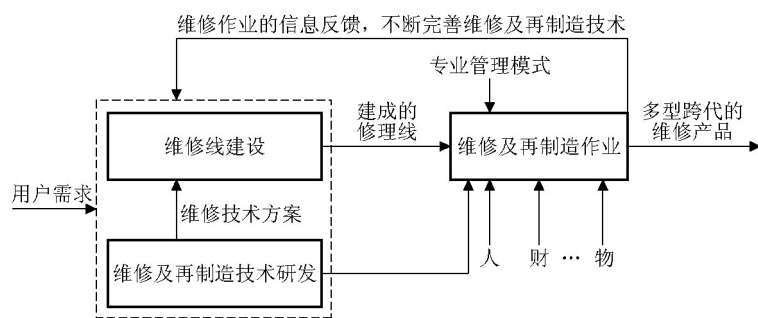 维修作业的信息反馈，不断完善维修及再制造技术
专业管理模式
建成的
修理线
多型跨代的
维修产品
维修线建设
维修及再制造作业
用户需求
维修技术方案
人 财 … 物
维修及再制造技术研发